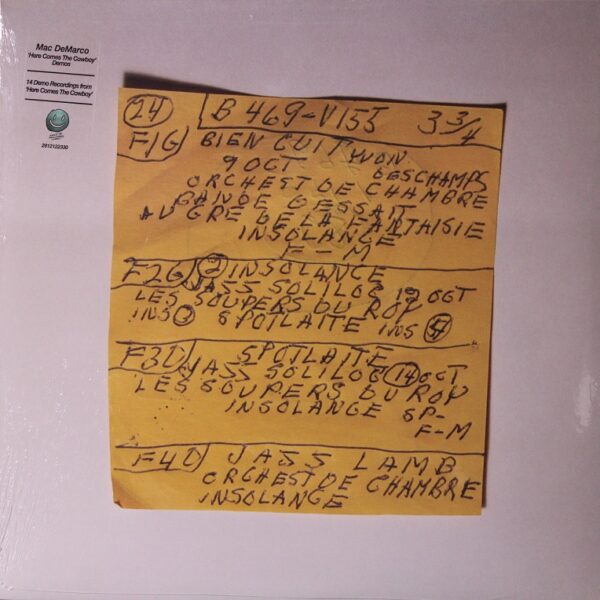 Mac DeMarco
'Here Comes The Cowboy'
Demos
14 Demo Recordings from
'Here Comes The Cowboy'
2812122330
24 B 469-V155 3 3/4
F1G BIEN CUIT YVON
9 OCT DESCHAMPS
ORCHEST DE CHAMBRE
BANDE DESSAIT
AU GRE DE LA FANTAISIE
INSOLANGE
F-M
F2G 2 INSOLANGE
JASS SOLILOC 19 OCT
LES SOUPERS DU ROY
INS 3 SPOTLAITE INS 4
F3D SPOTLAITE
JASS SOLILOC 14 OCT
LES SOUPERS DU ROY
INSOLANGE SP-
F-M
F4D JASS LAMB
ORCHEST DE CHAMBRE
INSOLANGE